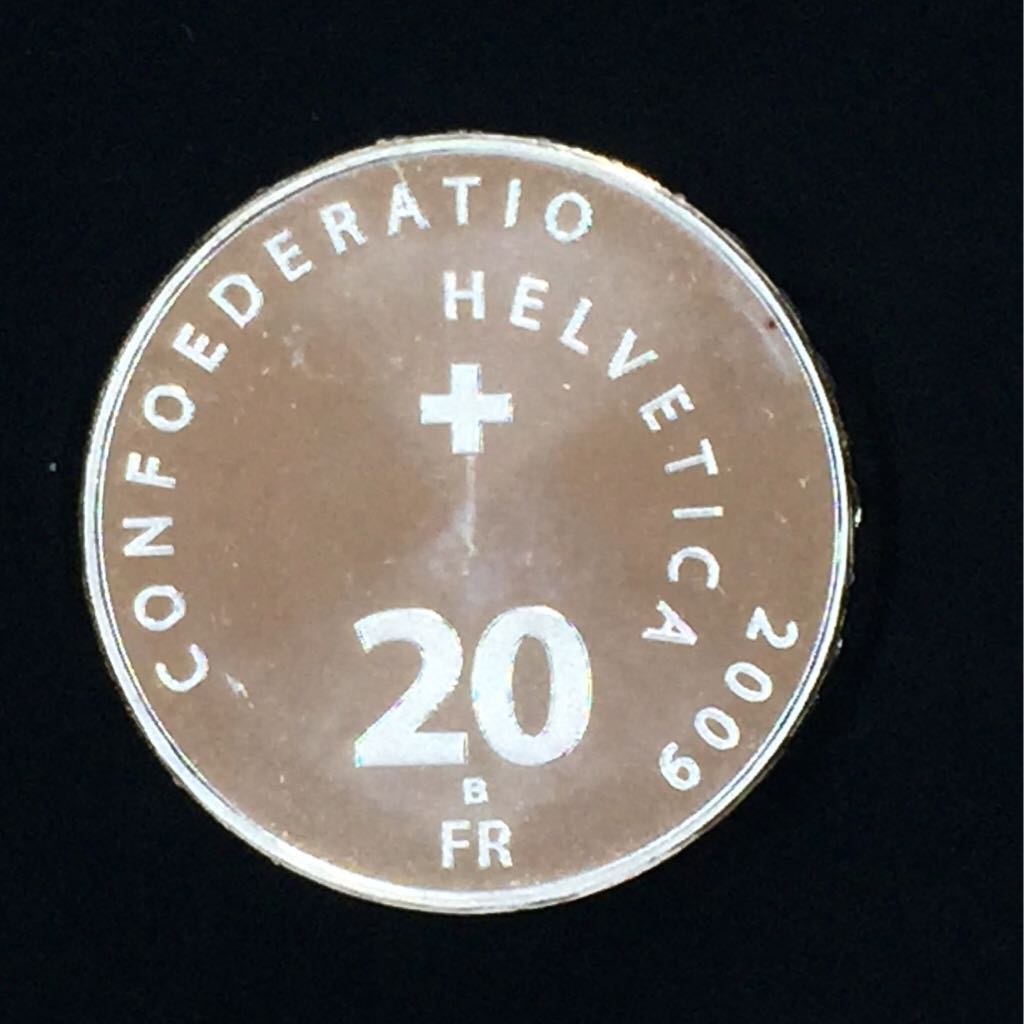 CONFOEDERATIO
HELVETICA
2009
20
B
FR